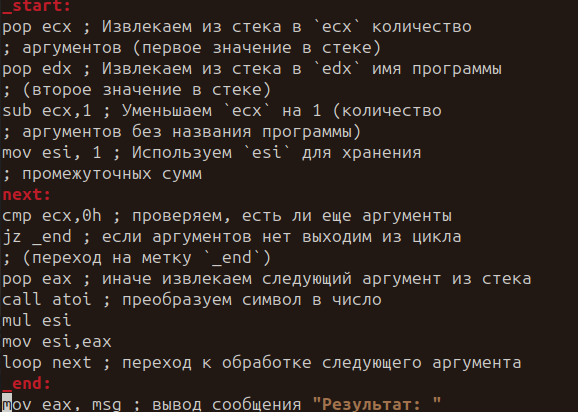 _start:
pop ecx ; Извлекаем из стека в `ecx` количество
; аргументов (первое значение в стеке)
pop edx ; Извлекаем из стека в `edx` имя программы
; (второе значение в стеке)
sub ecx,1 ; Уменьшаем `ecx` на 1 (количество
; аргументов без названия программы)
mov esi, 1 ; Используем `esi` для хранения
; промежуточных сумм
next:
cmp ecx,0h ; проверяем, есть ли еще аргументы
jz _end ; если аргументов нет выходим из цикла
; (переход на метку `_end`)
pop eax ; иначе извлекаем следующий аргумент из стека
call atoi ; преобразуем символ в число
mul esi
mov esi,eax
loop next ; переход к обработке следующего аргумента
_end:
mov eax, msg ; вывод сообщения "Результат: "